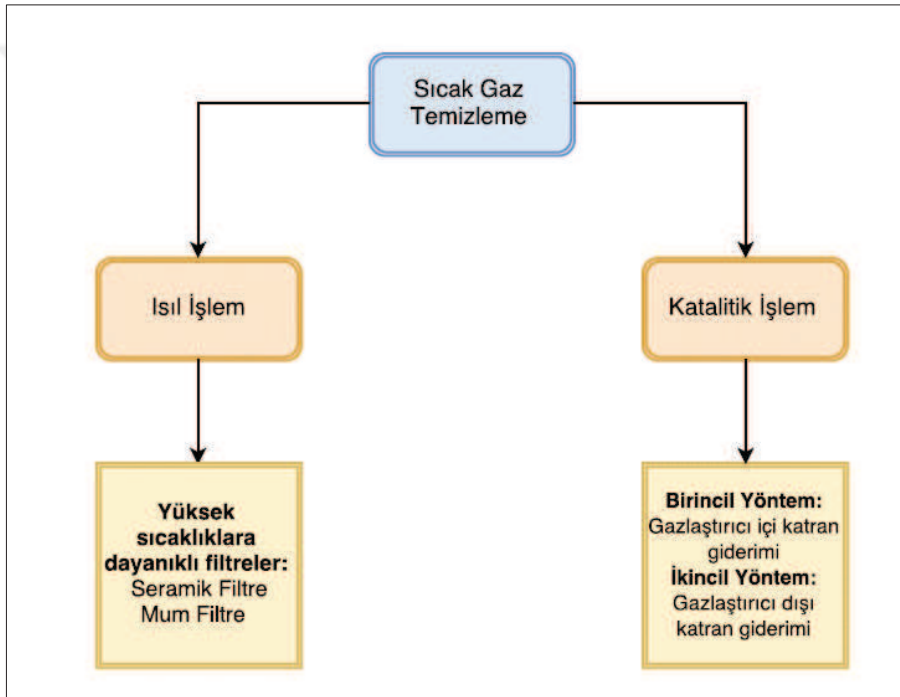 Sıcak Gaz
Temizleme
Isıl İşlem
Katalitik İşlem
Yüksek
sıcaklıklara
dayanıklı filtreler:
Seramik Filtre
Mum Filtre
Birincil Yöntem:
Gazlaştırıcı içi katran
giderimi
İkincil Yöntem:
Gazlaştırıcı dışı
katran giderimi